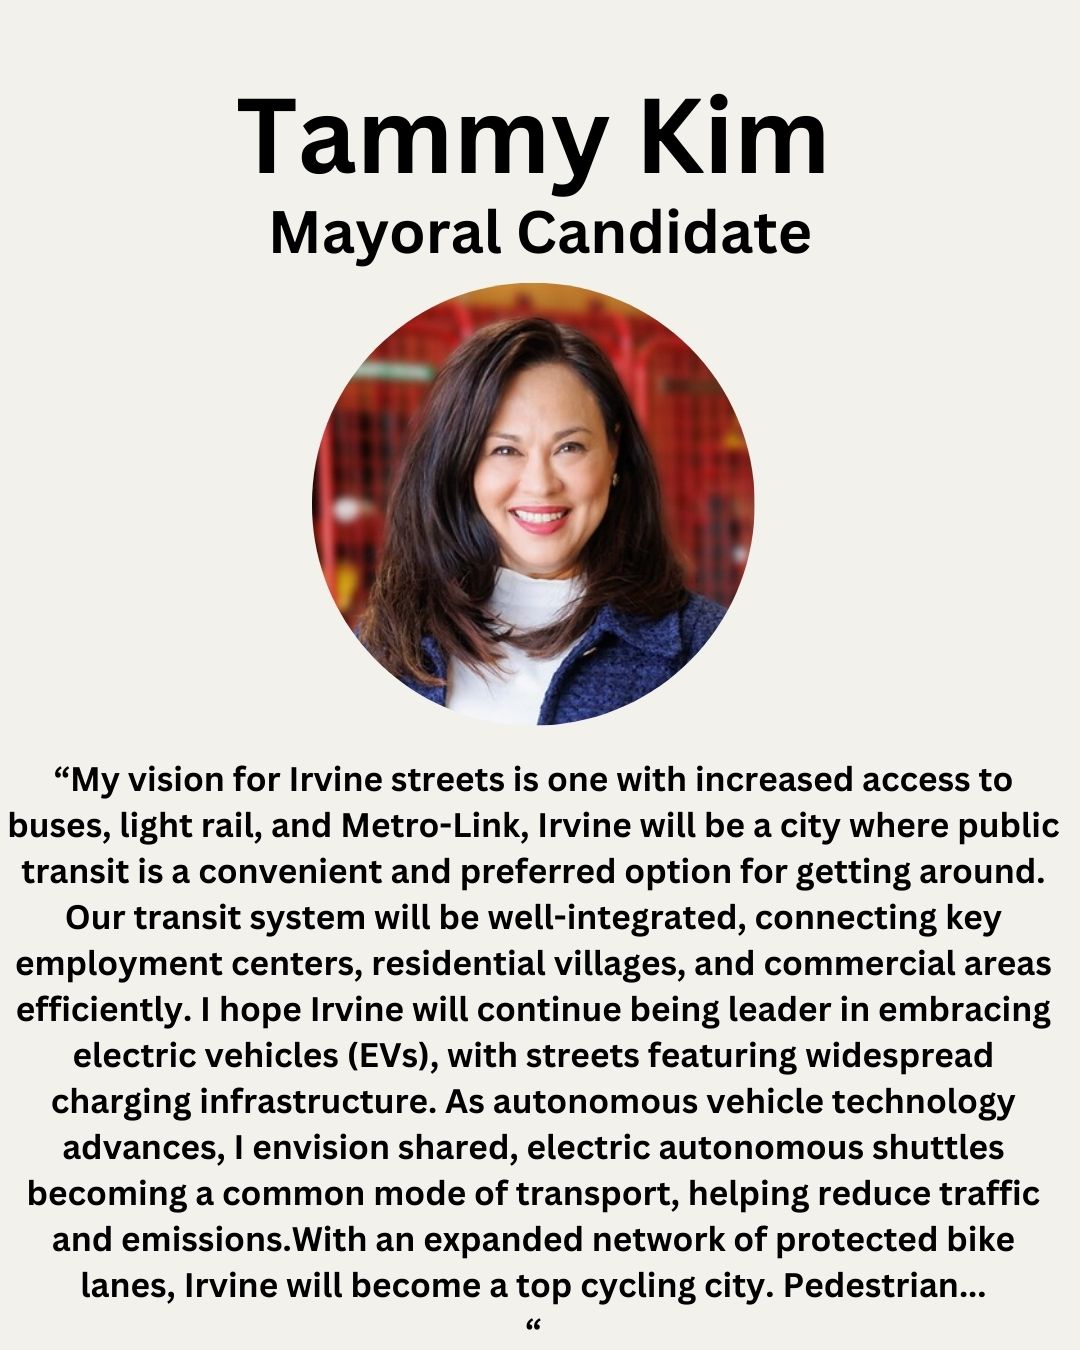 Tammy Kim
Mayoral Candidate
“My vision for Irvine streets is one with increased access to
buses, light rail, and Metro-Link, Irvine will be a city where public
transit is a convenient and preferred option for getting around.
Our transit system will be well-integrated, connecting key
employment centers, residential villages, and commercial areas
efficiently. I hope Irvine will continue being leader in embracing
electric vehicles (EVs), with streets featuring widespread
charging infrastructure. As autonomous vehicle technology
advances, I envision shared, electric autonomous shuttles
becoming a common mode of transport, helping reduce traffic
and emissions.With an expanded network of protected bike
lanes, Irvine will become a top cycling city. Pedestrian...
“